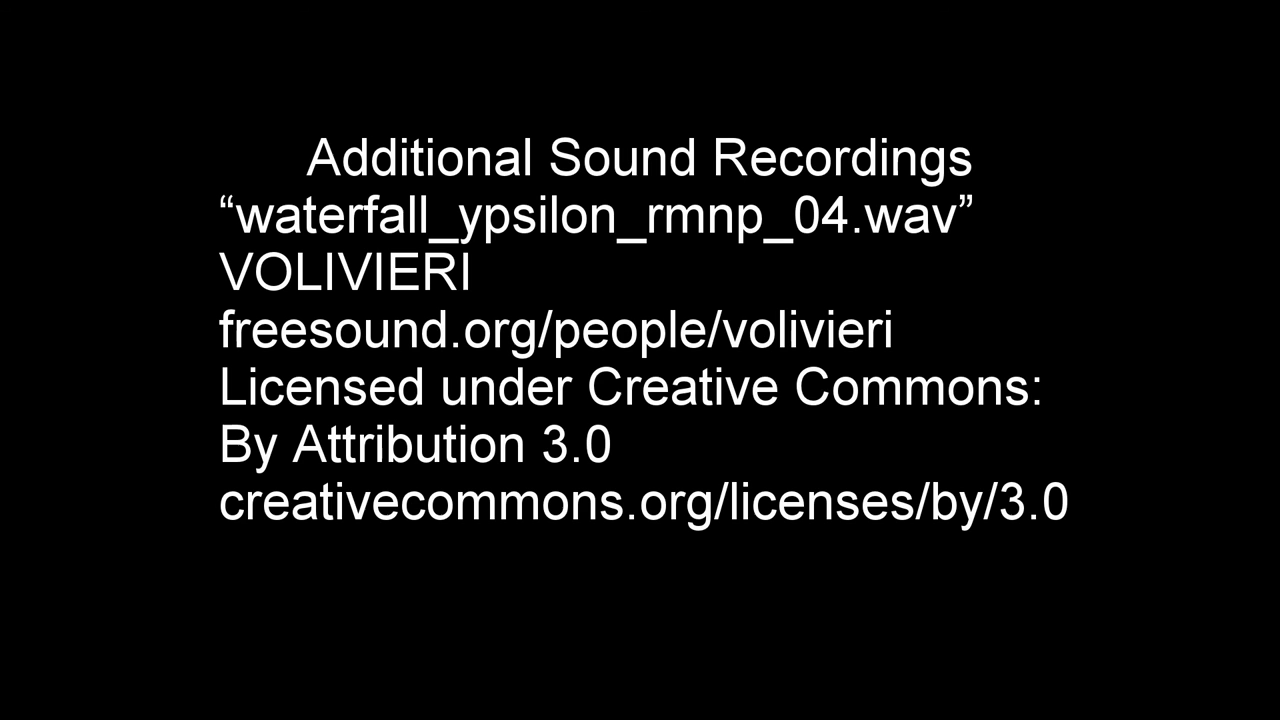 Additional Sound Recordings
“waterfall_ypsilon_rmnp_04.wav”
VOLIVIERI
freesound.org/people/volivieri
Licensed under Creative Commons:
By Attribution 3.0
creativecommons.org/licenses/by/3.0